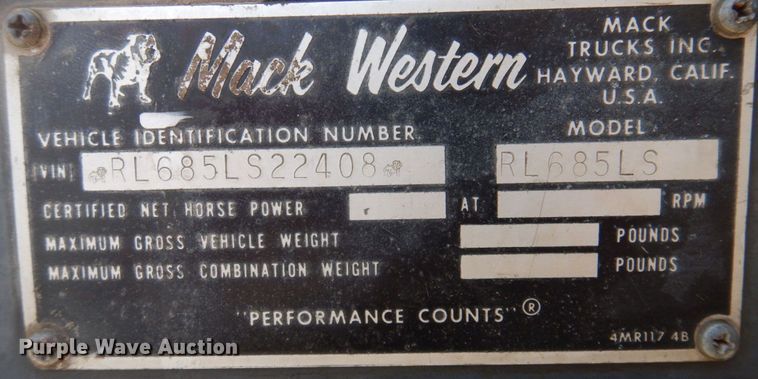 Mack Western
MACK
TRUCKS INC.
HAYWARD, CALIF.
U.S.A.
VEHICLE IDENTIFICATION NUMBER
MODEL
(VIN) RL685LS22408
RL685LS
CERTIFIED NET HORSE POWER AT RPM
MAXIMUM GROSS VEHICLE WEIGHT POUNDS
MAXIMUM GROSS COMBINATION WEIGHT POUNDS
"PERFORMANCE COUNTS"®
4MR117 4B
Purple Wave Auction